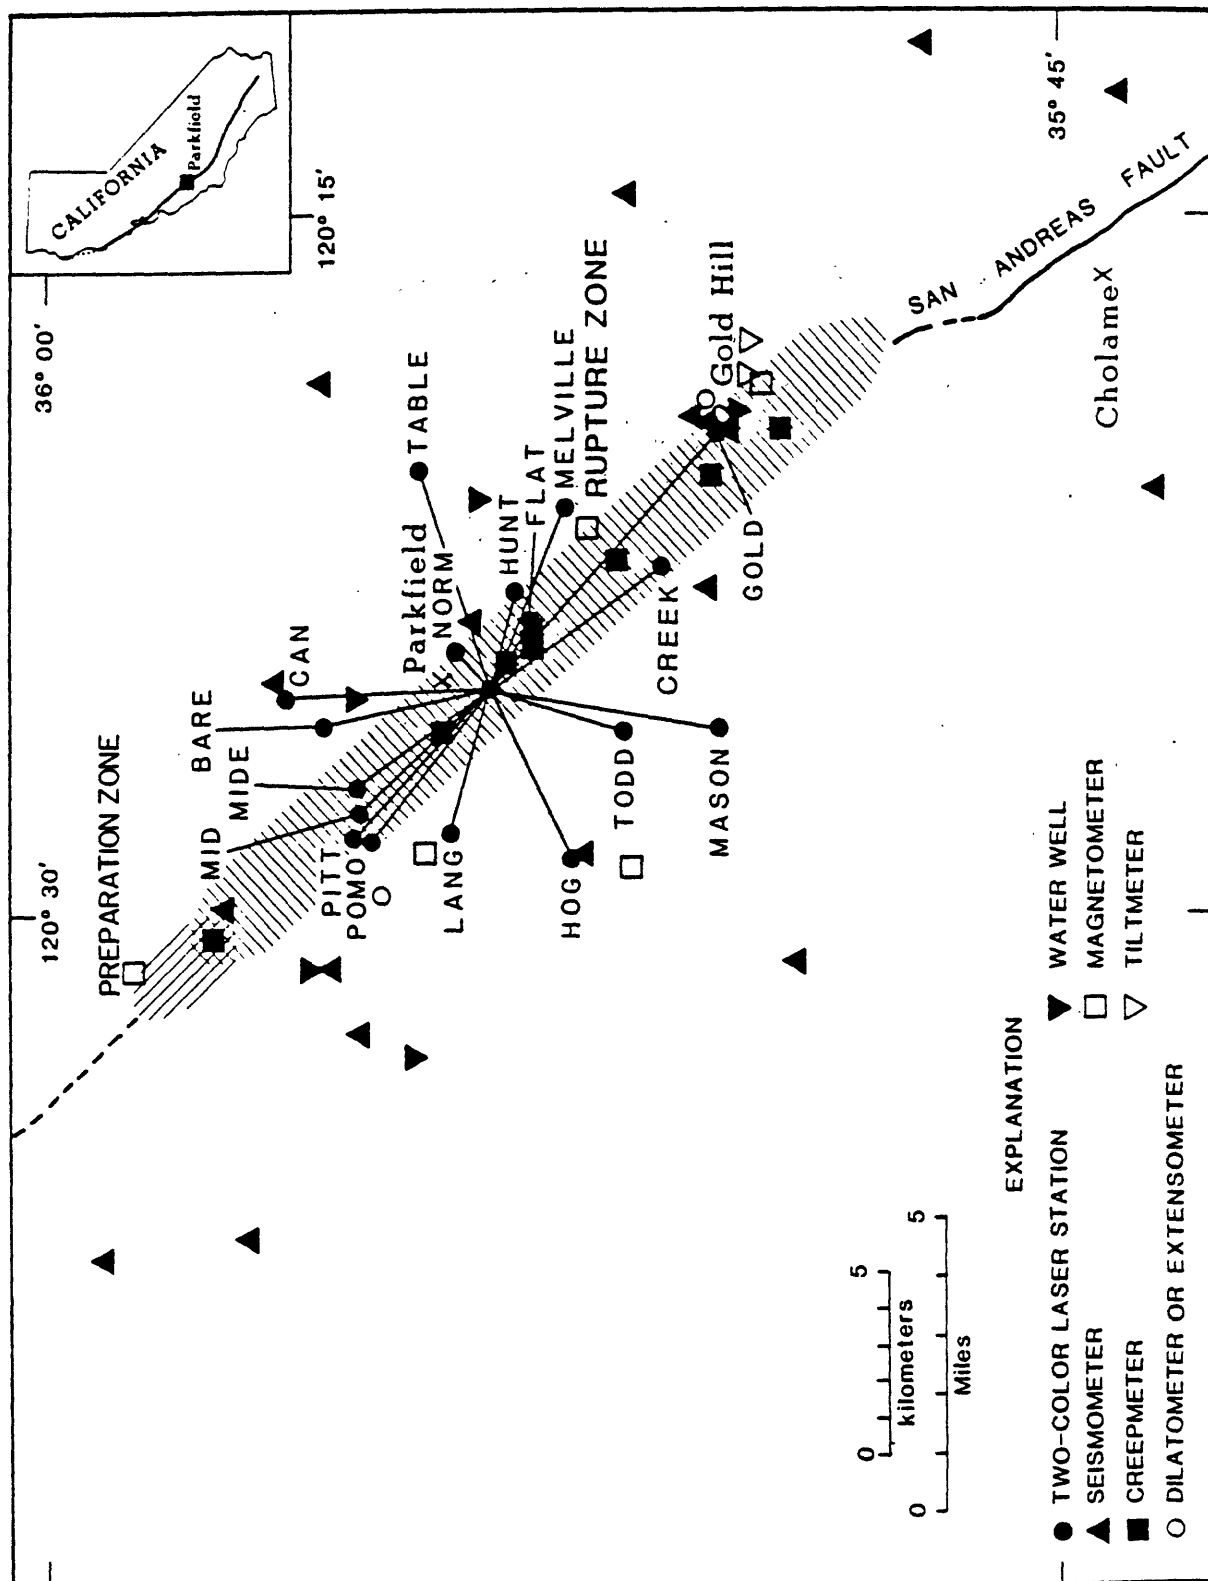 CALIFORNIA
Parkfield
36° 00′
120° 15′
35° 45′
120° 30′
PREPARATION ZONE
BARE
CAN
MIDE
MID
PITT
POMO
LANG
HOG
TODD
MASON
Parkfield
X
NORM
TABLE
HUNT
FLAT
MELVILLE
RUPTURE ZONE
CREEK
GOLD
Gold Hill
SAN ANDREAS FAULT
Cholame X
0 5
kilometers
0 5
Miles
EXPLANATION
TWO-COLOR LASER STATION
SEISMOMETER
CREEPMETER
DILATOMETER OR EXTENSOMETER
WATER WELL
MAGNETOMETER
TILTMETER